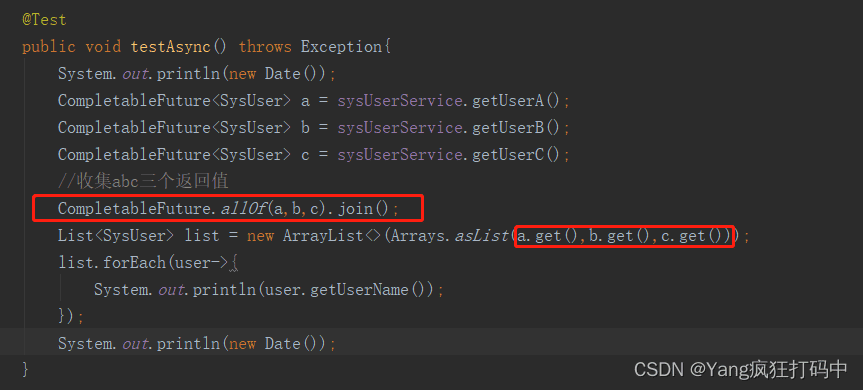 @Test
public void testAsync() throws Exception{
System.out.println(new Date());
CompletableFuture<SysUser> a = sysUserService.getUserA();
CompletableFuture<SysUser> b = sysUserService.getUserB();
CompletableFuture<SysUser> c = sysUserService.getUserC();
//收集abc三个返回值
CompletableFuture.allOf(a,b,c).join();
List<SysUser> list = new ArrayList<>(Arrays.asList(a.get(),b.get(),c.get()));
list.forEach(user->{
System.out.println(user.getUserName());
});
System.out.println(new Date());
}
CSDN @Yang疯狂打码中